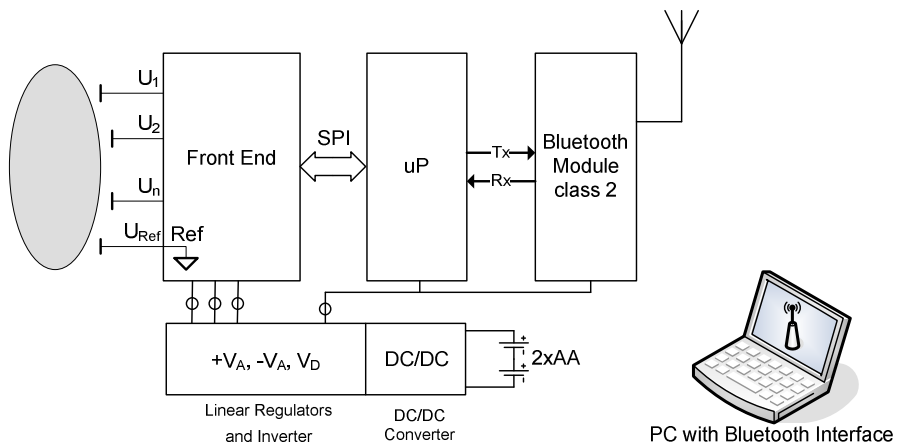 U1
U2
Un
URef
Ref
Front End
SPI
uP
Tx
Rx
Bluetooth
Module
class 2
+VA, -VA, VD
DC/DC
+
-
+
-
2xAA
Linear Regulators
and Inverter
DC/DC
Converter
PC with Bluetooth Interface